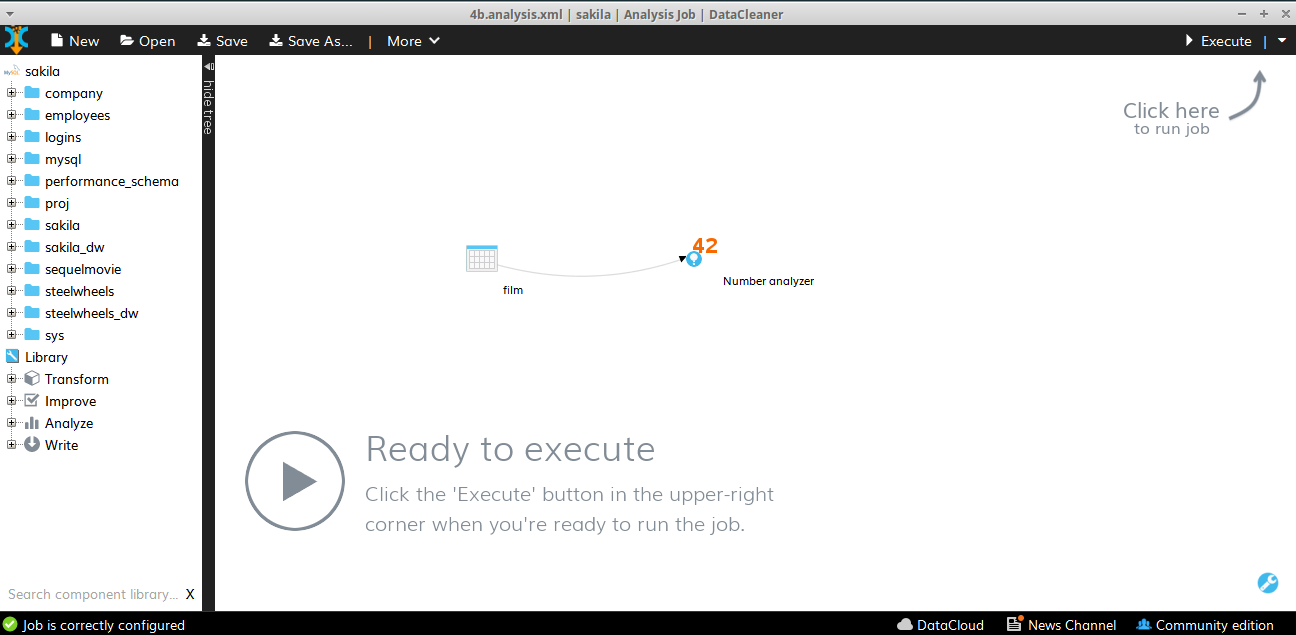 4b.analysis.xml | sakila | Analysis Job | DataCleaner
New Open Save Save As... | More Execute |
MySQL sakila
company
employees
logins
mysql
performance_schema
proj
sakila
sakila_dw
sequelmovie
steelwheels
steelwheels_dw
sys
Library
Transform
Improve
Analyze
Write
Search component library... X
hide tree
Click here
to run job
42
film
Number analyzer
Ready to execute
Click the 'Execute' button in the upper-right
corner when you're ready to run the job.
Job is correctly configured
DataCloud News Channel Community edition